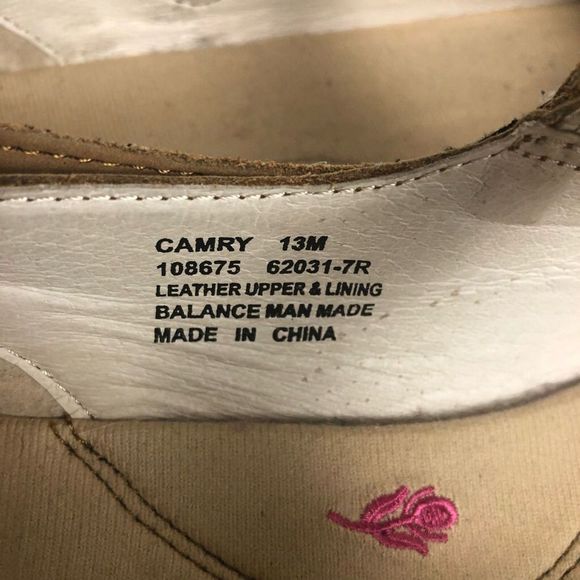 CAMRY 13M
108675 62031-7R
LEATHER UPPER & LINING
BALANCE MAN MADE
MADE IN CHINA